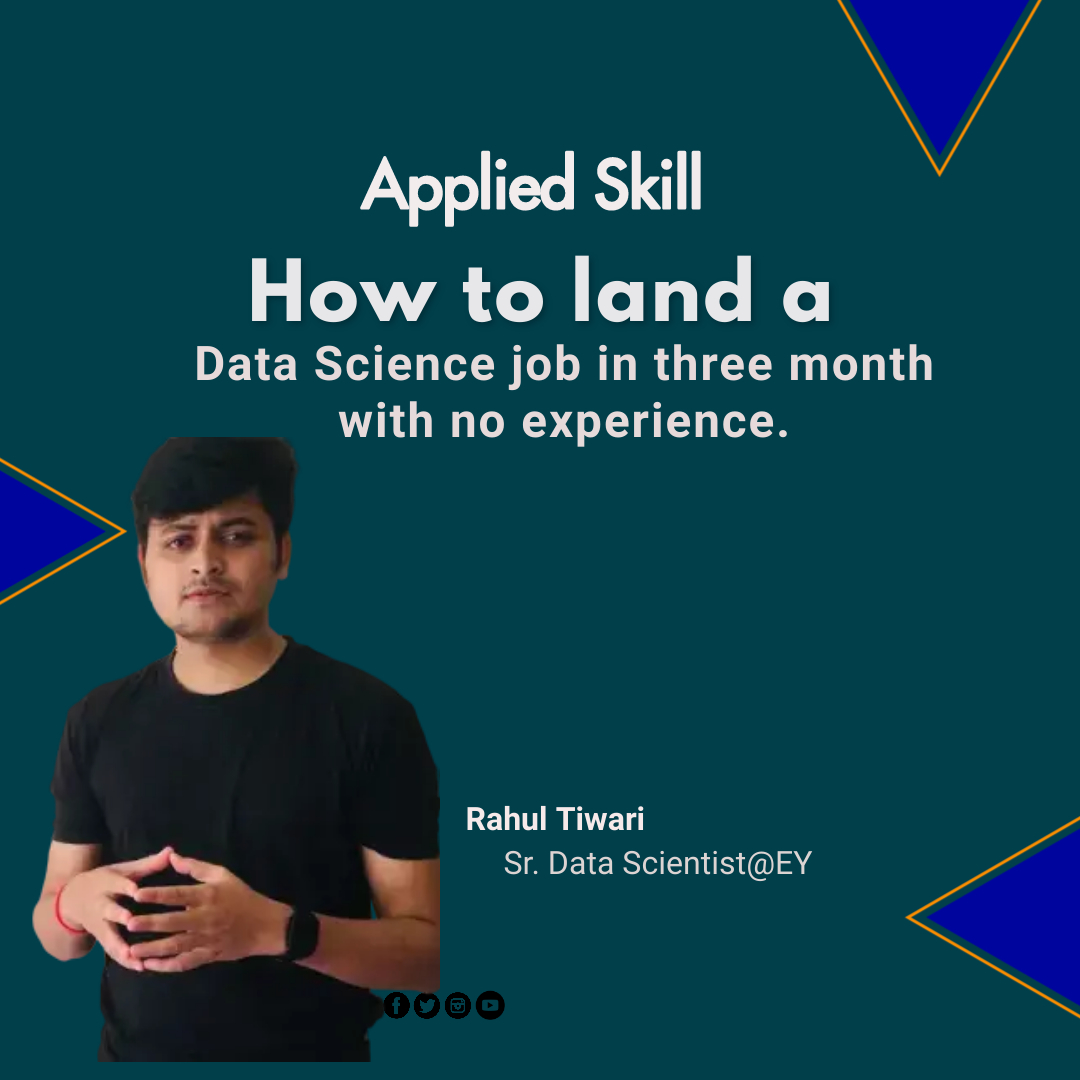 Applied Skill
How to land a
Data Science job in three month
with no experience.
Rahul Tiwari
Sr. Data Scientist@EY